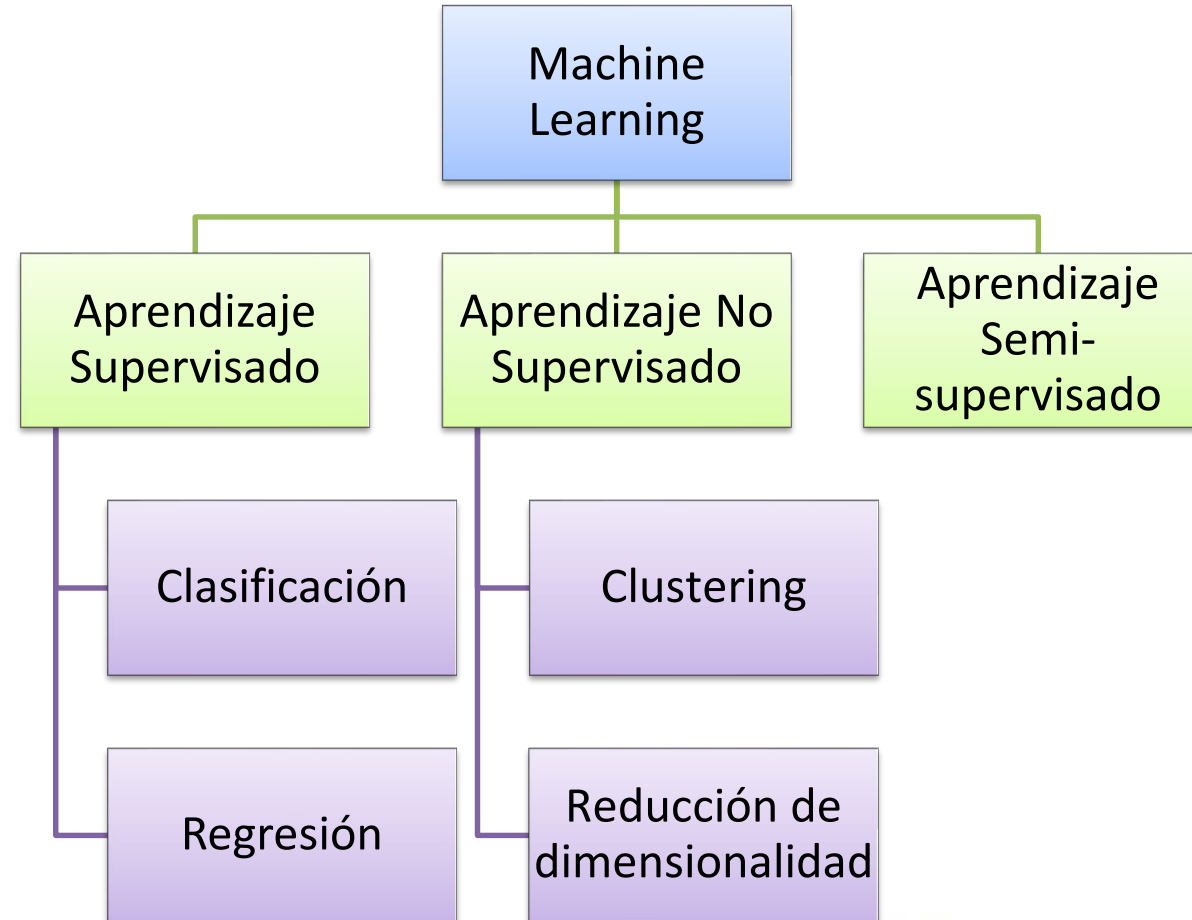 Machine
Learning
Aprendizaje
Supervisado
Aprendizaje No
Supervisado
Aprendizaje
Semi-
supervisado
Clasificación
Clustering
Regresión
Reducción de
dimensionalidad